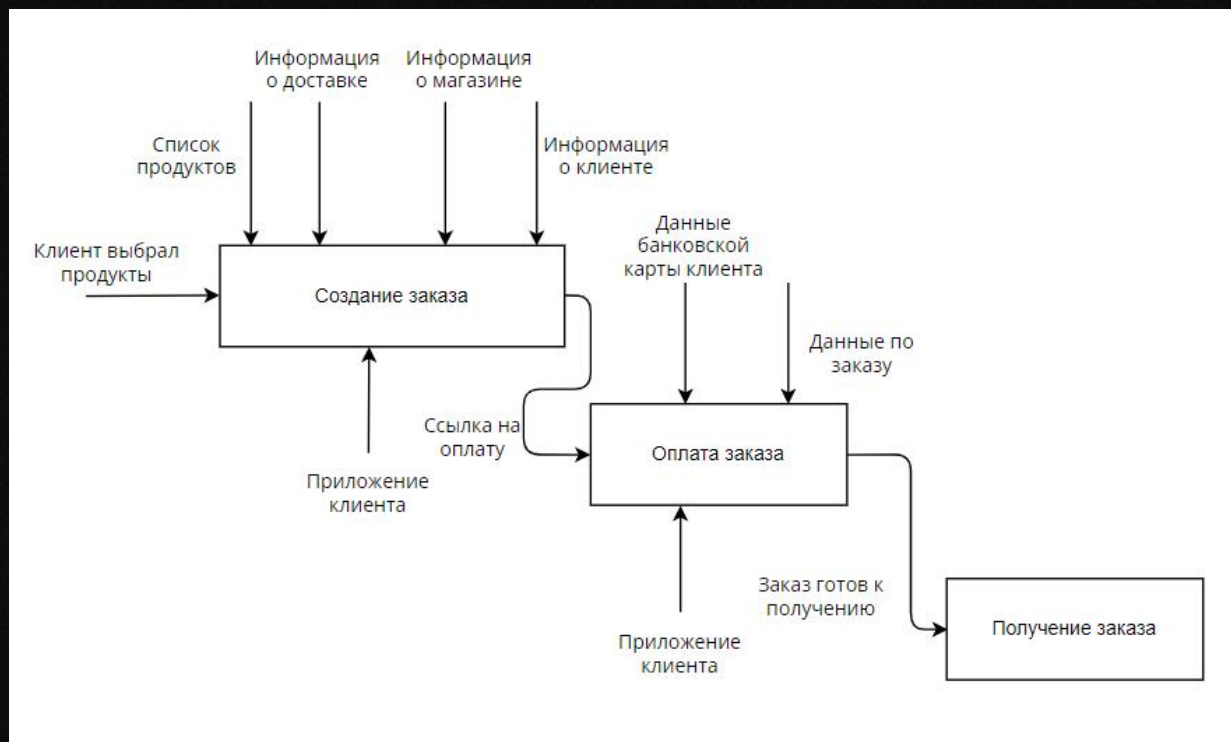 Информация
о доставке
Информация
о магазине
Список
продуктов
Информация
о клиенте
Клиент выбрал
продукты
Создание заказа
Данные
банковской
карты клиента
Данные по
заказу
Ссылка на
оплату
Оплата заказа
Приложение
клиента
Заказ готов к
получению
Получение заказа
Приложение
клиента